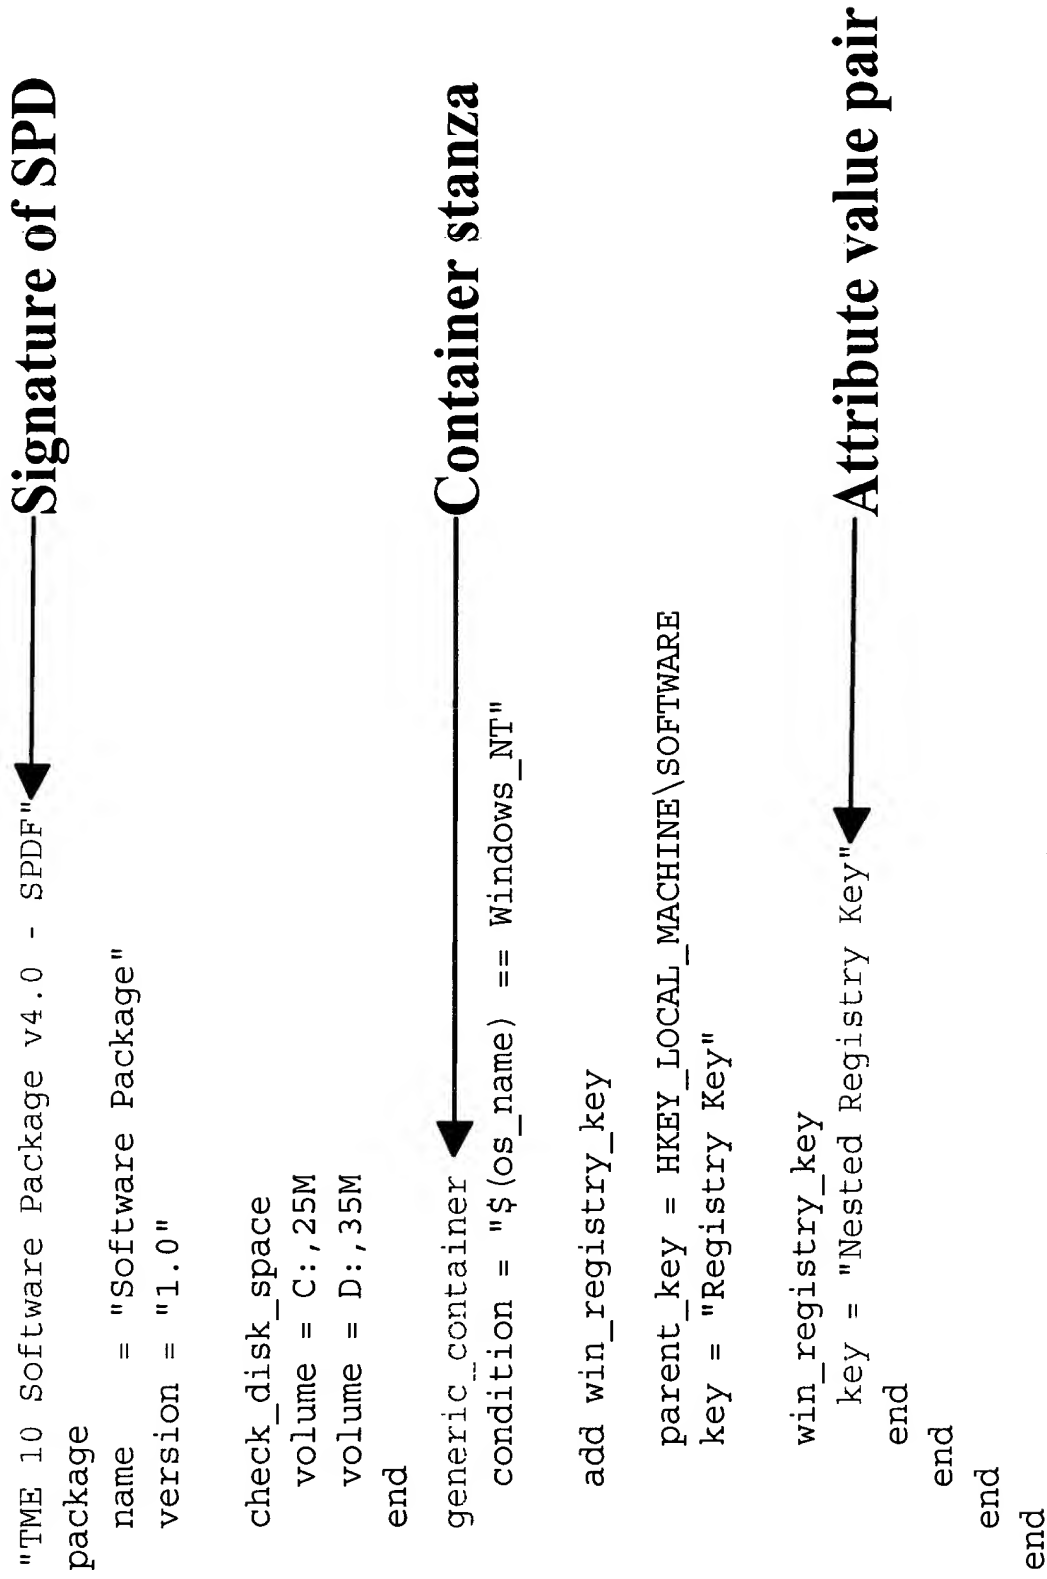 "TME 10 Software Package v4.0 - SPDF" Signature of SPD
package
name = "Software Package"
version = "1.0"
check_disk_space
volume = C:,25M
volume = D:,35M
end
generic_container Container stanza
condition = "$(os_name) == Windows_NT"
add win_registry_key
parent_key = HKEY_LOCAL_MACHINE\SOFTWARE
key = "Registry Key"
win_registry_key
key = "Nested Registry Key" Attribute value pair
end
end
end
end